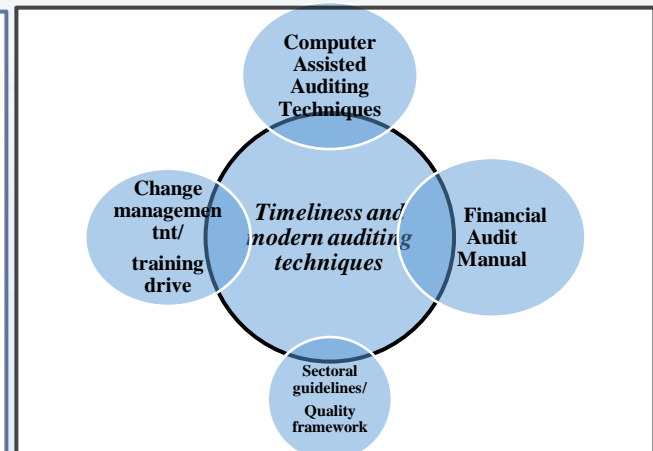 Computer
Assisted
Auditing
Techniques
Change
managemen
tnt/
training
drive
Timeliness and
modern auditing
techniques
Financial
Audit
Manual
Sectoral
guidelines/
Quality
framework